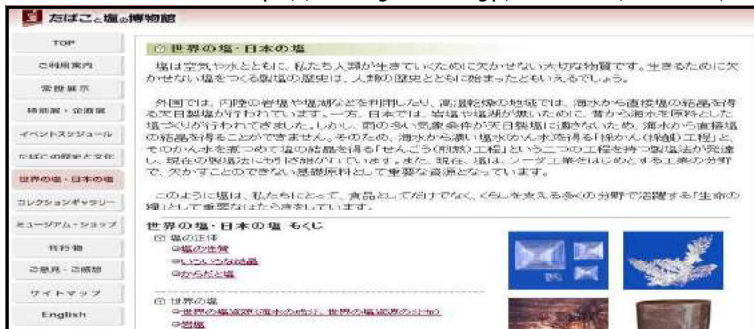 たばこと塩の博物館
TOP
ご利用案内
常設展示
特別展・企画展
イベントスケジュール
たばこの歴史と文化
世界の塩・日本の塩
コレクションギャラリー
ミュージアム・ショップ
刊行物
ご意見・ご感想
サイトマップ
English
世界の塩・日本の塩
塩は空気や水とともに、私たち人類が生きていくために欠かせない大切な物質です。生きるために欠
かせない塩をつくる製塩の歴史は、人類の歴史とともに始まったともいえるでしょう。
外国では、内陸の岩塩や塩湖などを利用したり、高温乾燥の地域では、海水から直接塩の結晶を得
る天日製塩が行われています。一方、日本では、岩塩や塩湖が無いために、昔から海水を原料とした
塩づくりが行われてきました。しかし、雨の多い気象条件が天日製塩に適さないため、海水から直接塩
の結晶を得ることができません。そのため、海水から濃い塩水(かん水)を得る「採かん(採鹹)工程」と、
そのかん水を煮つめて塩の結晶を得る「せんごう(煎熬)工程」という二つの工程を持つ製塩法が発達
し、現在の製塩法にも引き継がれています。また、現在、塩は、ソーダ工業をはじめとする工業の分野
で、欠かすことのできない基礎原料として重要な資源となっています。
このように塩は、私たちにとって、食品としてだけでなく、くらしを支える多くの分野で活躍する「生命の
糧」として重要なはたらきをしています。
世界の塩・日本の塩 もくじ
塩の正体
塩の性質
いろいろな結晶
からだと塩
世界の塩
世界の塩資源(海水の成分、世界の塩資源の分布)
岩塩